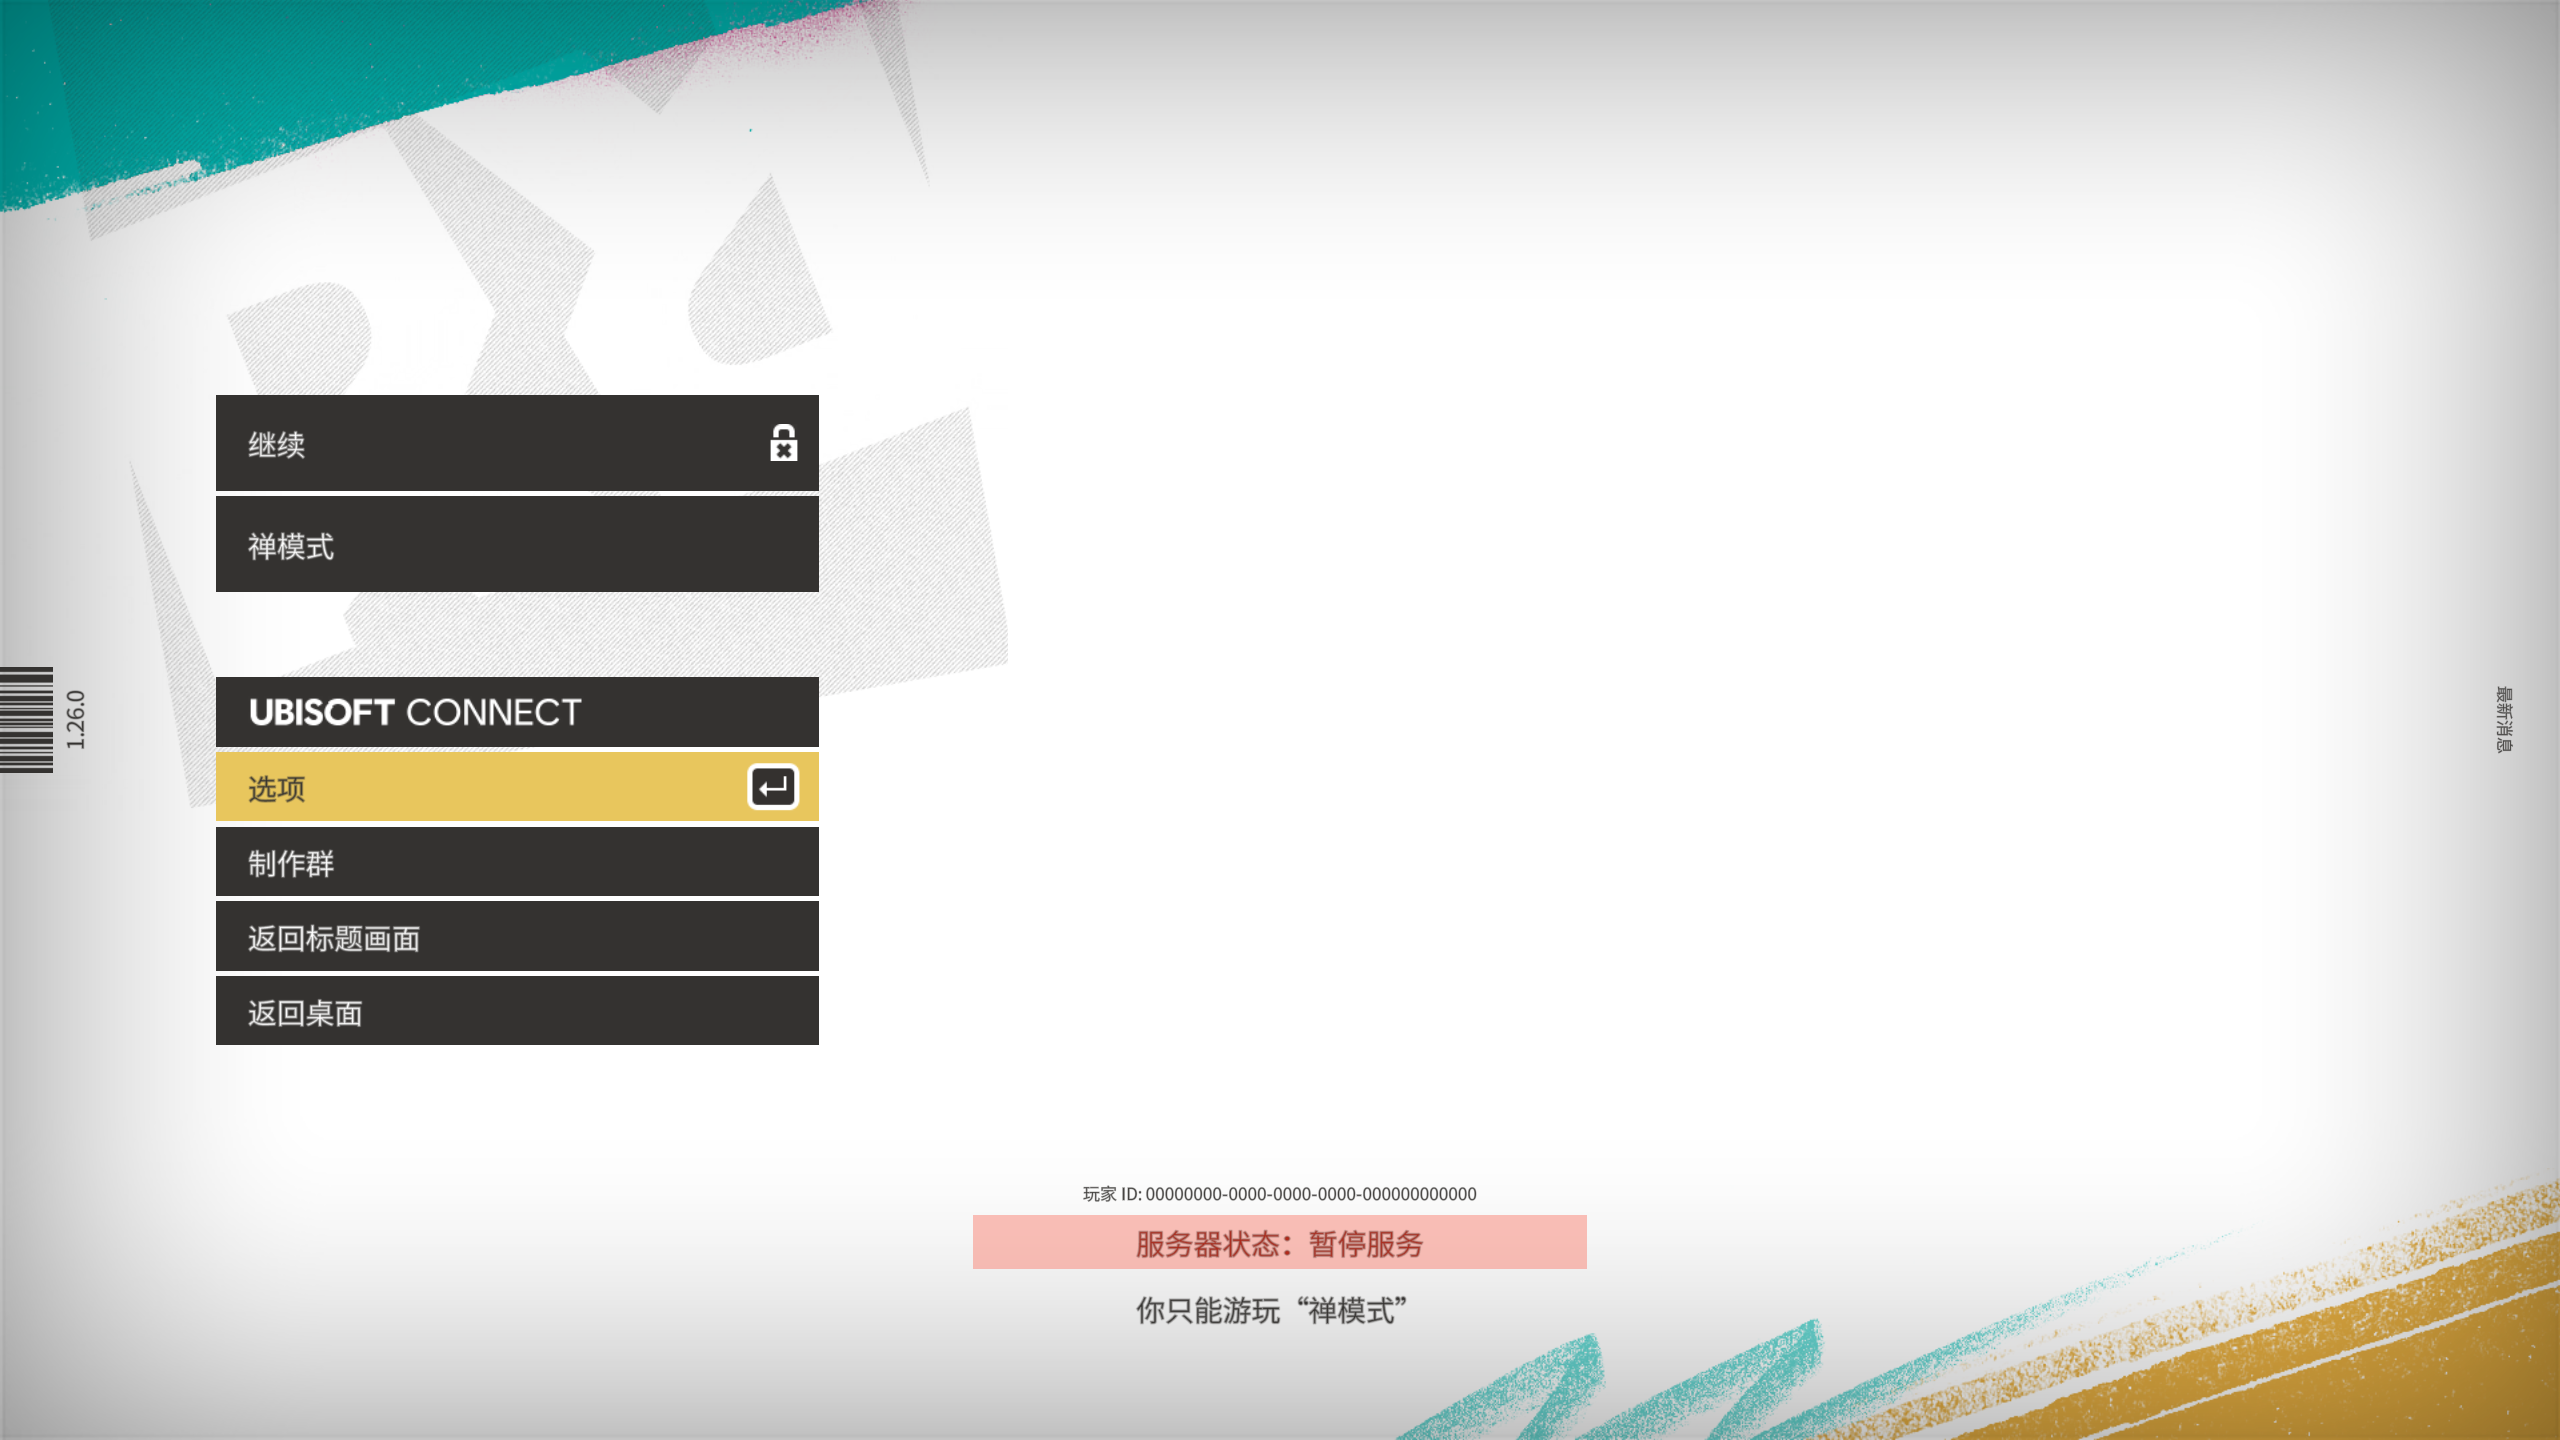 继续
禅模式
UBISOFT CONNECT
选项
制作群
返回标题画面
返回桌面
1.26.0
最新消息
玩家 ID: 00000000-0000-0000-0000-000000000000
服务器状态：暂停服务
你只能游玩“禅模式”